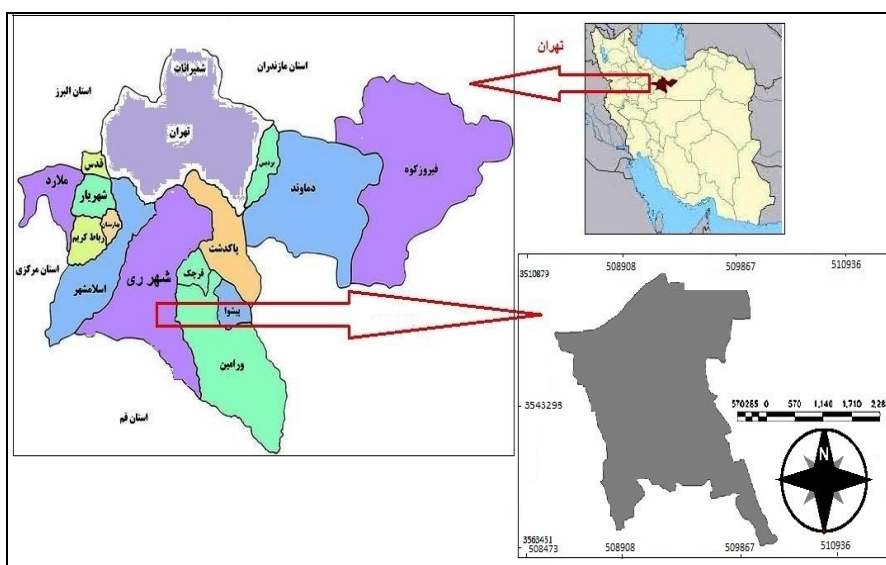 شمیرانات
استان مازندران
استان البرز
تهران
تهران
قدس
ملارد
شهریار
پردیس
دماوند
فیروزکوه
بهارستان
رباط کریم
پاکدشت
استان مرکزی
اسلامشهر
شهر ری
قرچک
پیشوا
ورامین
استان قم
3510879
508908
509867
510936
3543298
570285 0 570 1,140 1,710 2,28
N
3563451
508473
508908
509867
510936